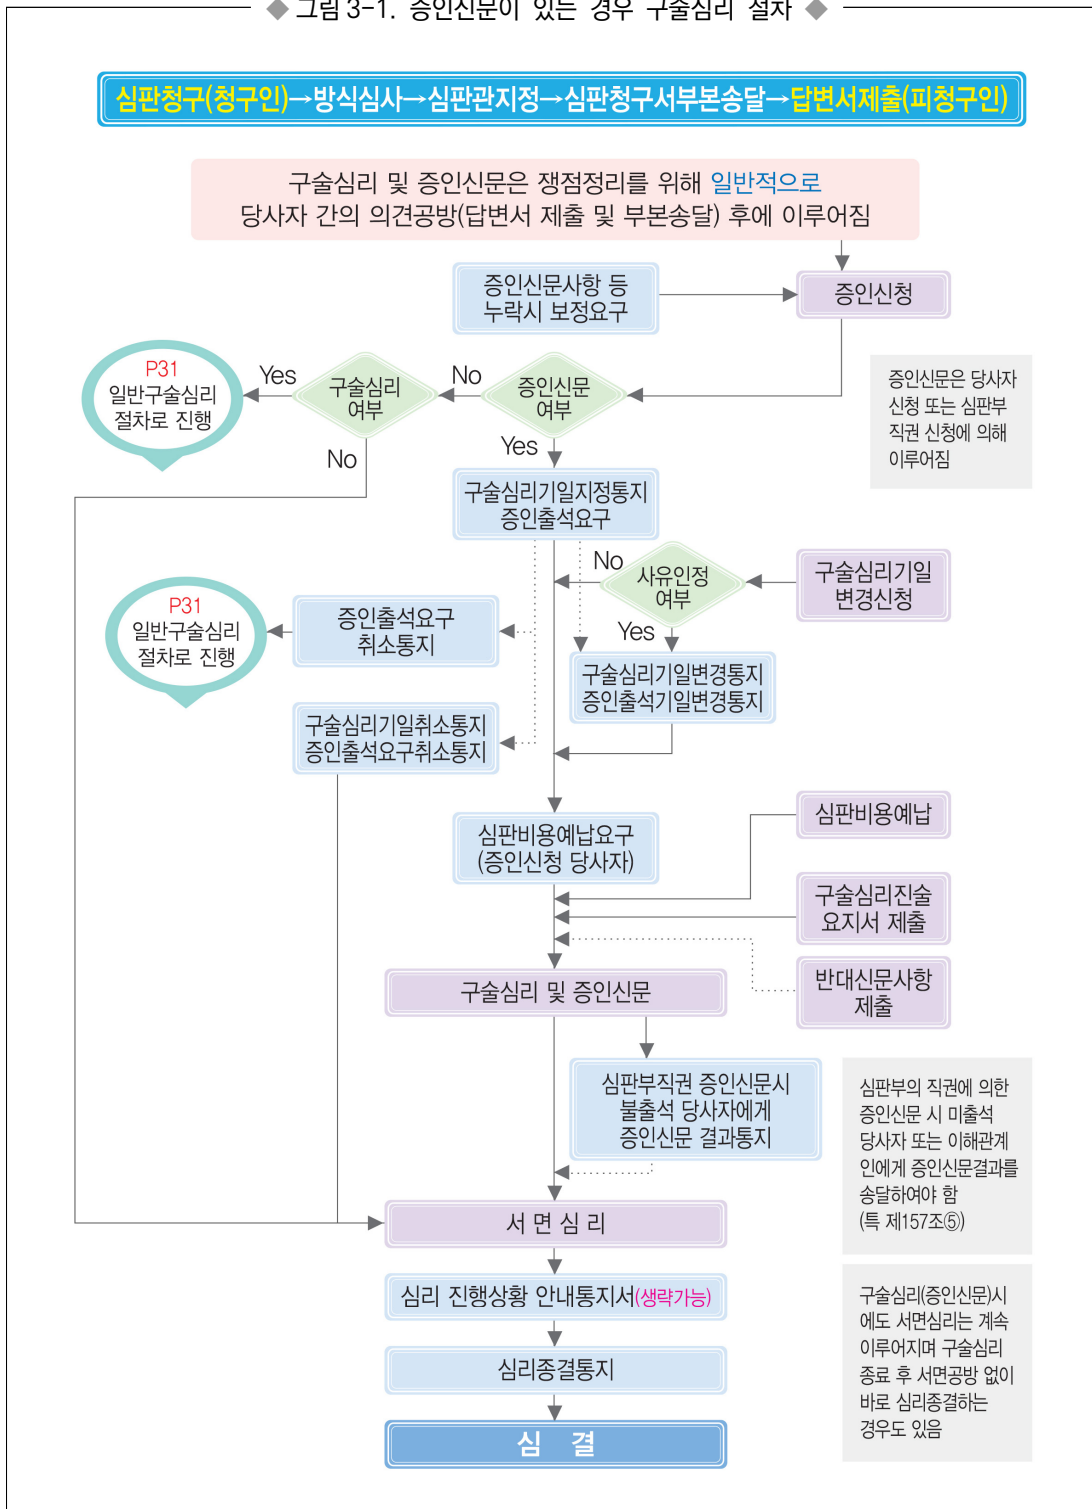 ◆ 그림 3-1. 증인신문이 있는 경우 구술심리 절차 ◆
심판청구(청구인)→방식심사→심판관지정→심판청구서부본송달→답변서제출(피청구인)
구술심리 및 증인신문은 쟁점정리를 위해 일반적으로
당사자 간의 의견공방(답변서 제출 및 부본송달) 후에 이루어짐
증인신문사항 등
누락시 보정요구
증인신청
P31
일반구술심리
절차로 진행
Yes
구술심리
여부
No
증인신문
여부
증인신문은 당사자
신청 또는 심판부
직권 신청에 의해
이루어짐
No
Yes
구술심리기일지정통지
증인출석요구
No
사유인정
여부
구술심리기일
변경신청
P31
일반구술심리
절차로 진행
증인출석요구
취소통지
Yes
구술심리기일변경통지
증인출석기일변경통지
구술심리기일취소통지
증인출석요구취소통지
심판비용예납
심판비용예납요구
(증인신청 당사자)
구술심리진술
요지서 제출
반대신문사항
제출
구술심리 및 증인신문
심판부직권 증인신문시
불출석 당사자에게
증인신문 결과통지
심판부의 직권에 의한
증인신문 시 미출석
당사자 또는 이해관계
인에게 증인신문결과를
송달하여야 함
(특 제157조⑤)
서 면 심 리
심리 진행상황 안내통지서(생략가능)
구술심리(증인신문)시
에도 서면심리는 계속
이루어지며 구술심리
종료 후 서면공방 없이
바로 심리종결하는
경우도 있음
심리종결통지
심 결